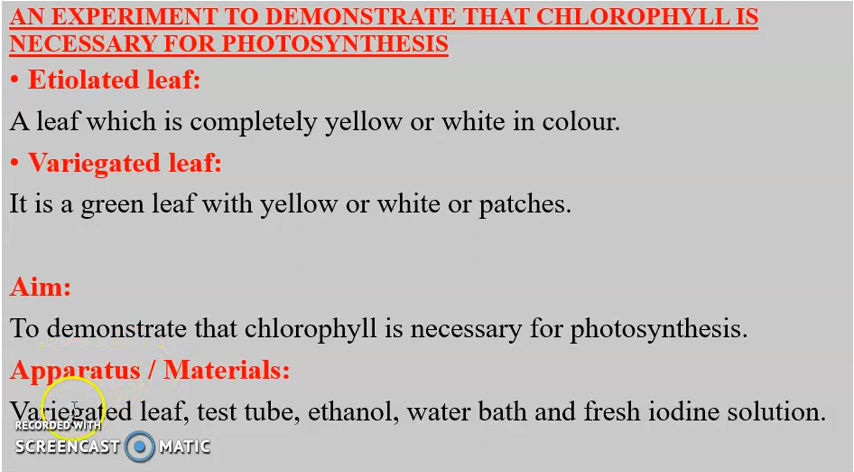 AN EXPERIMENT TO DEMONSTRATE THAT CHLOROPHYLL IS
NECESSARY FOR PHOTOSYNTHESIS
• Etiolated leaf:
A leaf which is completely yellow or white in colour.
• Variegated leaf:
It is a green leaf with yellow or white or patches.
Aim:
To demonstrate that chlorophyll is necessary for photosynthesis.
Apparatus / Materials:
Variegated leaf, test tube, ethanol, water bath and fresh iodine solution.
RECORDED WITH
SCREENCAST MATIC